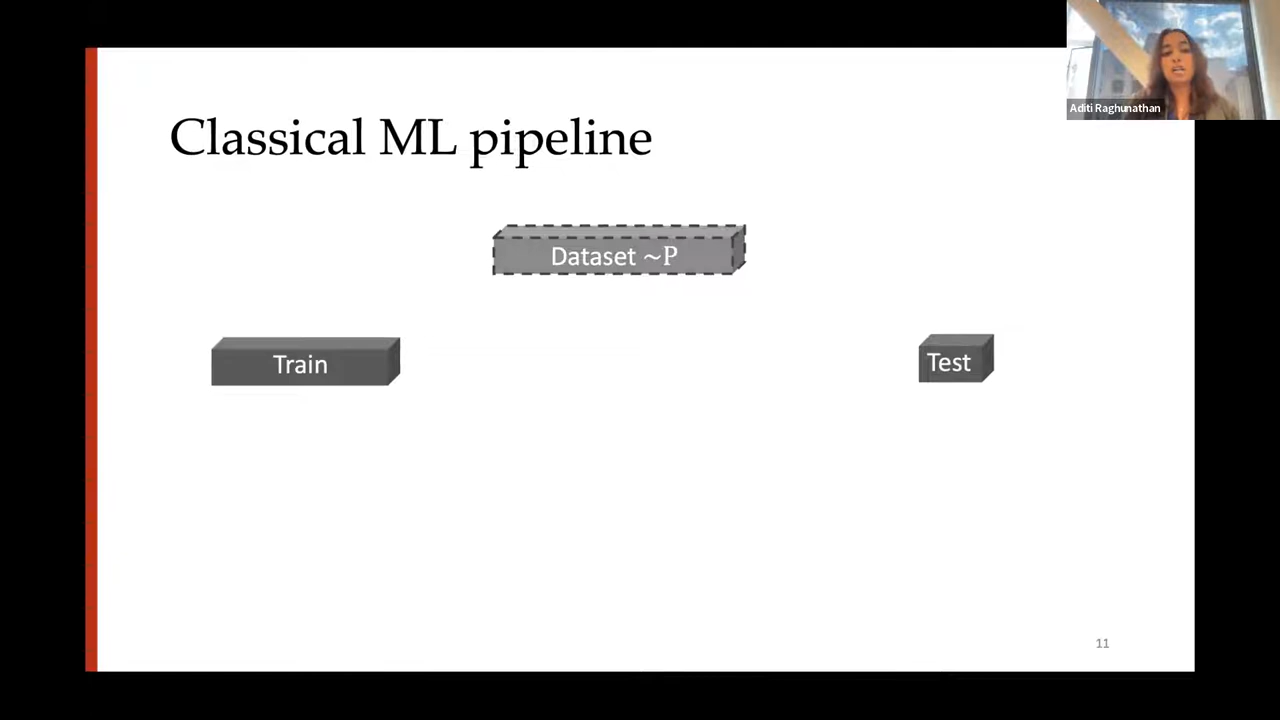 Aditi Raghunathan
Classical ML pipeline
Dataset ~P
Train
Test
11